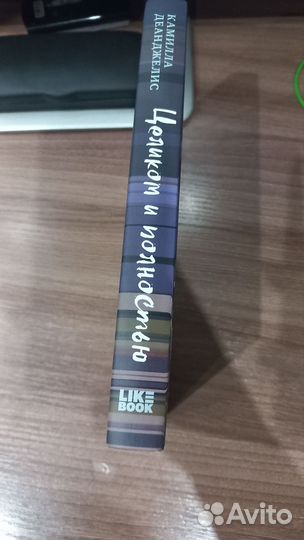 КАМИЛЛА
ДЕАНДЖЕЛИС
Целиком и полностью
LIKE
BOOK
Avito